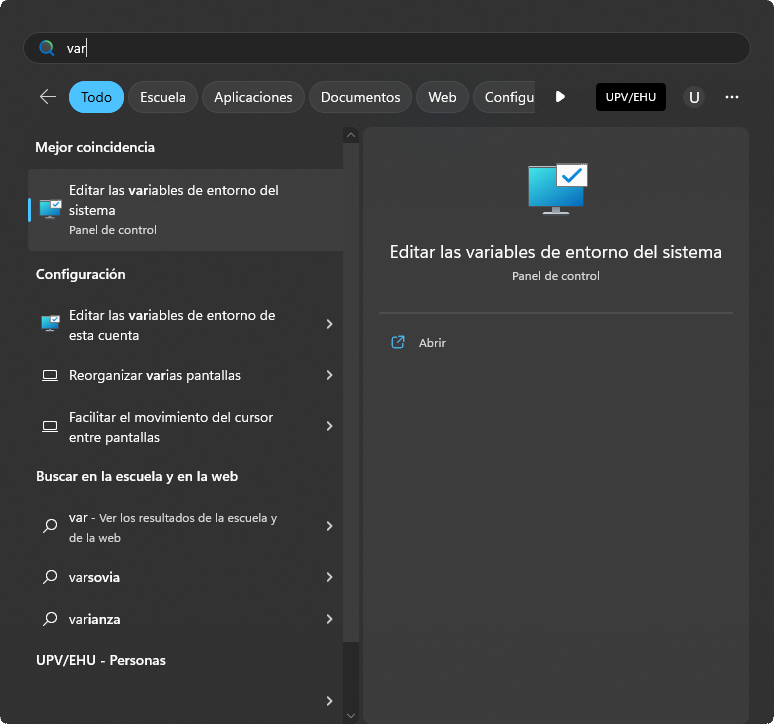 var
Todo
Escuela
Aplicaciones
Documentos
Web
Configu
UPV/EHU
U
Mejor coincidencia
Editar las variables de entorno del
sistema
Panel de control
Configuración
Editar las variables de entorno de
esta cuenta
Reorganizar varias pantallas
Facilitar el movimiento del cursor
entre pantallas
Buscar en la escuela y en la web
var - Ver los resultados de la escuela y
de la web
varsovia
varianza
UPV/EHU - Personas
Editar las variables de entorno del sistema
Panel de control
Abrir